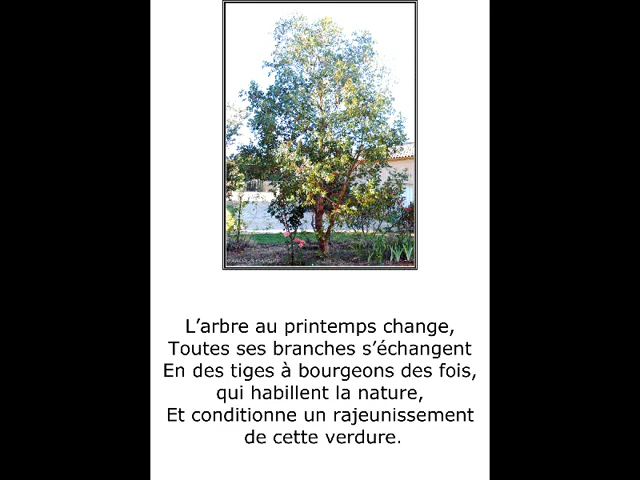 L'arbre au printemps change,
Toutes ses branches s'échangent
En des tiges à bourgeons des fois,
qui habillent la nature,
Et conditionne un rajeunissement
de cette verdure.